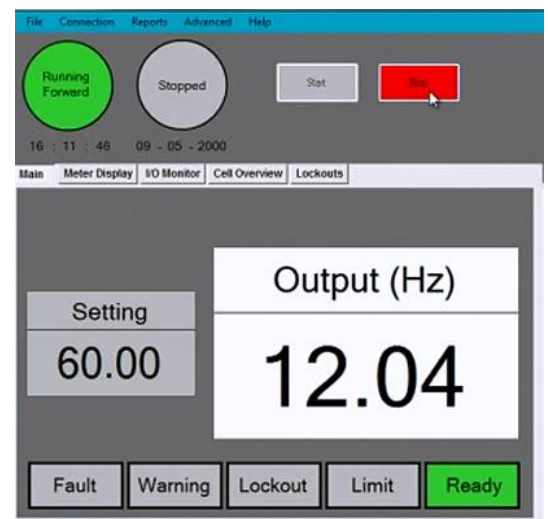 File Connection Reports Advanced Help
Running
Forward
Stopped
Start
Stop
16 : 11 : 46 09 - 05 - 2000
Main Meter Display I/O Monitor Cell Overview Lockouts
Output (Hz)
Setting
60.00
12.04
Fault Warning Lockout Limit Ready